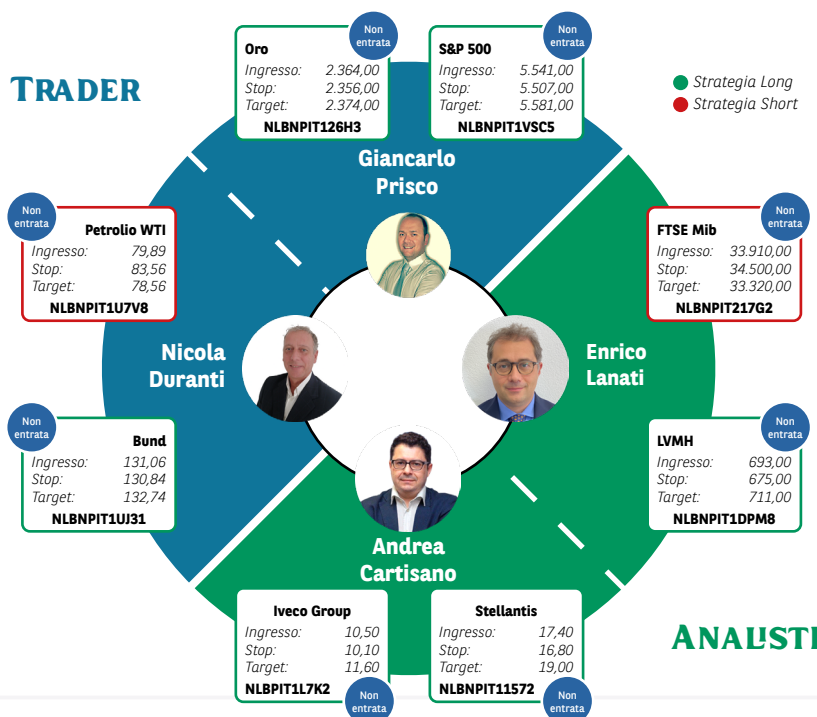 TRADER
Non
entrata
Oro
Ingresso: 2.364,00
Stop: 2.356,00
Target: 2.374,00
NLBNPIT126H3
Non
entrata
S&P 500
Ingresso: 5.541,00
Stop: 5.507,00
Target: 5.581,00
NLBNPIT1VSC5
Strategia Long
Strategia Short
Giancarlo
Prisco
Non
entrata
Petrolio WTI
Ingresso: 79,89
Stop: 83,56
Target: 78,56
NLBNPIT1U7V8
Non
entrata
FTSE Mib
Ingresso: 33.910,00
Stop: 34.500,00
Target: 33.320,00
NLBNPIT217G2
Nicola
Duranti
Enrico
Lanati
Non
entrata
Bund
Ingresso: 131,06
Stop: 130,84
Target: 132,74
NLBNPIT1UJ31
Non
entrata
LVMH
Ingresso: 693,00
Stop: 675,00
Target: 711,00
NLBNPIT1DPM8
Andrea
Cartisano
Iveco Group
Ingresso: 10,50
Stop: 10,10
Target: 11,60
NLBPIT1L7K2
Non
entrata
Stellantis
Ingresso: 17,40
Stop: 16,80
Target: 19,00
NLBNPIT11572
Non
entrata
ANALISTI